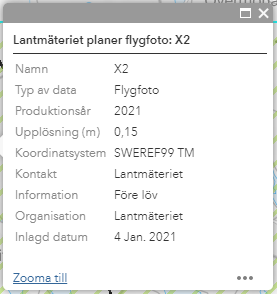 Lantmäteriet planer flygfoto: X2
Namn X2
Typ av data Flygfoto
Produktionsår 2021
Upplösning (m) 0,15
Koordinatsystem SWEREF99 TM
Kontakt Lantmäteriet
Information Före löv
Organisation Lantmäteriet
Inlagd datum 4 Jan. 2021
Zooma till